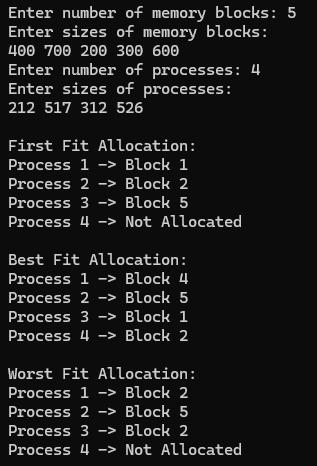 Enter number of memory blocks: 5
Enter sizes of memory blocks:
400 700 200 300 600
Enter number of processes: 4
Enter sizes of processes:
212 517 312 526
First Fit Allocation:
Process 1 -> Block 1
Process 2 -> Block 2
Process 3 -> Block 5
Process 4 -> Not Allocated
Best Fit Allocation:
Process 1 -> Block 4
Process 2 -> Block 5
Process 3 -> Block 1
Process 4 -> Block 2
Worst Fit Allocation:
Process 1 -> Block 2
Process 2 -> Block 5
Process 3 -> Block 2
Process 4 -> Not Allocated